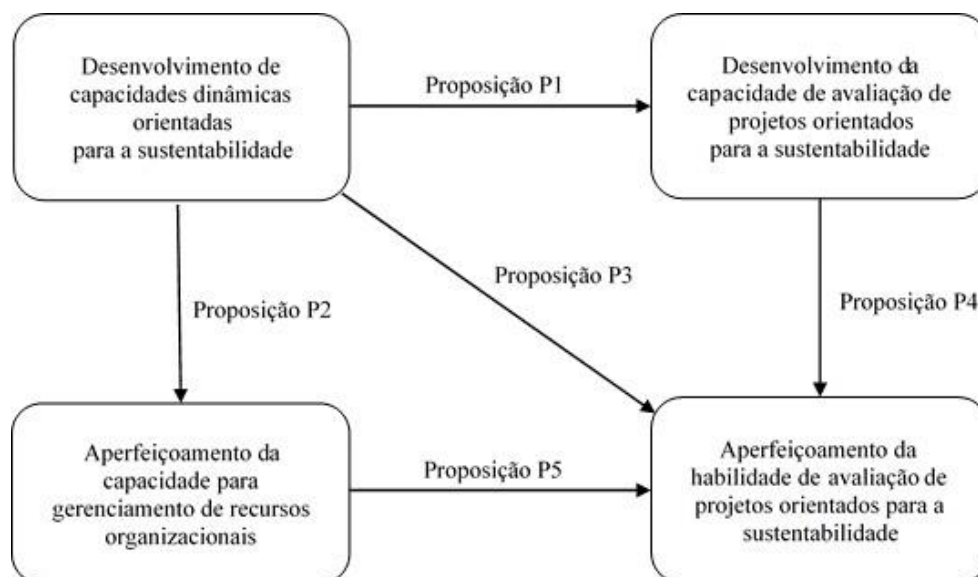 Desenvolvimento de
capacidades dinâmicas
orientadas
para a sustentabilidade
Proposição P1
Desenvolvimento da
capacidade de avaliação de
projetos orientados
para a sustentabilidade
Proposição P2
Proposição P3
Proposição P4
Aperfeiçoamento da
capacidade para
gerenciamento de recursos
organizacionais
Proposição P5
Aperfeiçoamento da
habilidade de avaliação de
projetos orientados para a
sustentabilidade